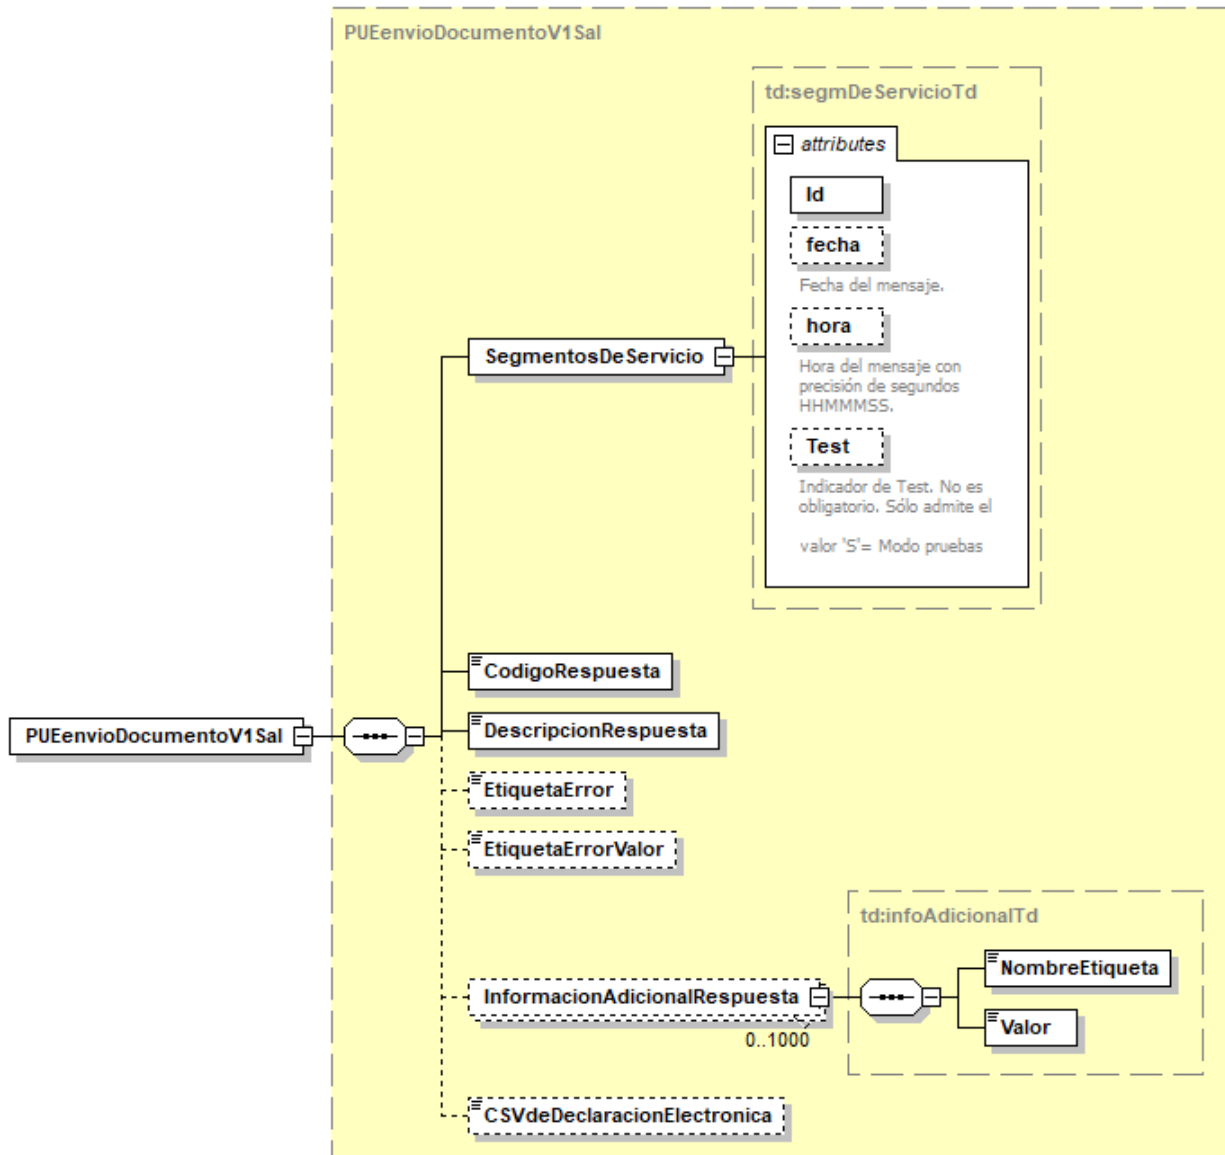 PUEenvioDocumentoV1Sal
td:segmDeServicioTd
attributes
Id
fecha
Fecha del mensaje.
hora
Hora del mensaje con
precisión de segundos
HHMMMSS.
Test
Indicador de Test. No es
obligatorio. Sólo admite el
valor 'S'= Modo pruebas
SegmentosDeServicio
CodigoRespuesta
PUEenvioDocumentoV1Sal
DescripcionRespuesta
EtiquetaError
EtiquetaErrorValor
td:infoAdicionalTd
NombreEtiqueta
InformacionAdicionalRespuesta
Valor
0..1000
CSVdeDeclaracionElectronica